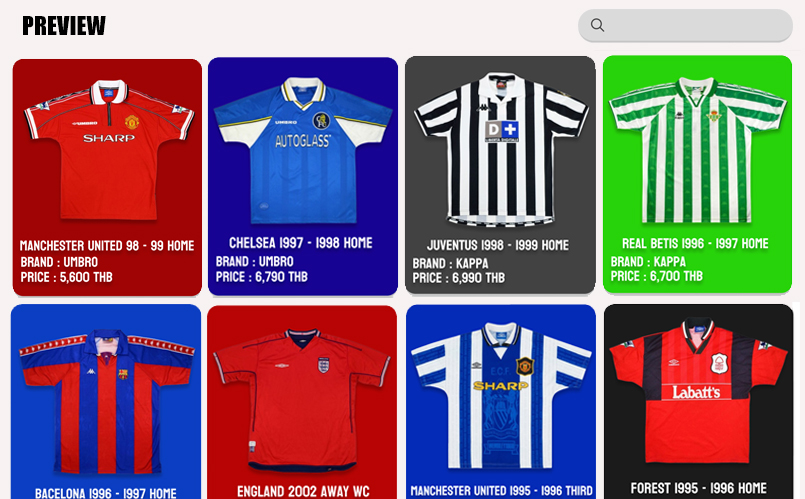 PREVIEW
UMBRO
SHARP
MANCHESTER UNITED 98 - 99 HOME
BRAND : UMBRO
PRICE : 5,600 THB
UMBRO
AUTOGLASS
CHELSEA 1997 - 1998 HOME
BRAND : UMBRO
PRICE : 6,790 THB
D+
JUVENTUS 1998 - 1999 HOME
BRAND : KAPPA
PRICE : 6,990 THB
REAL BETIS 1996 - 1997 HOME
BRAND : KAPPA
PRICE : 6,700 THB
BACELONA 1996 - 1997 HOME
ENGLAND 2002 AWAY WC
SHARP
MANCHESTER UNITED 1995 - 1996 THIRD
Labatt's
FOREST 1995 - 1996 HOME